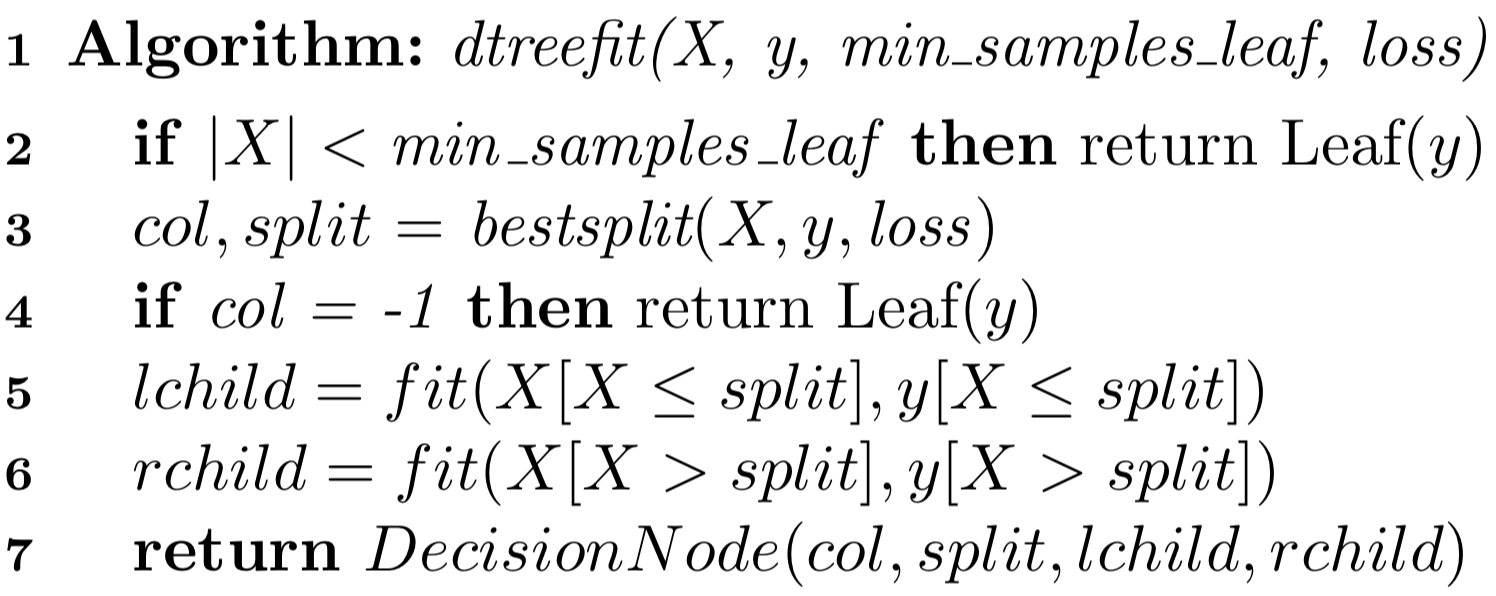 1 Algorithm: dtreefit(X, y, min_samples_leaf, loss)
2 if |X| < min_samples_leaf then return Leaf(y)
3 col, split = bestsplit(X, y, loss)
4 if col = -1 then return Leaf(y)
5 lchild = fit(X[X ≤ split], y[X ≤ split])
6 rchild = fit(X[X > split], y[X > split])
7 return DecisionNode(col, split, lchild, rchild)